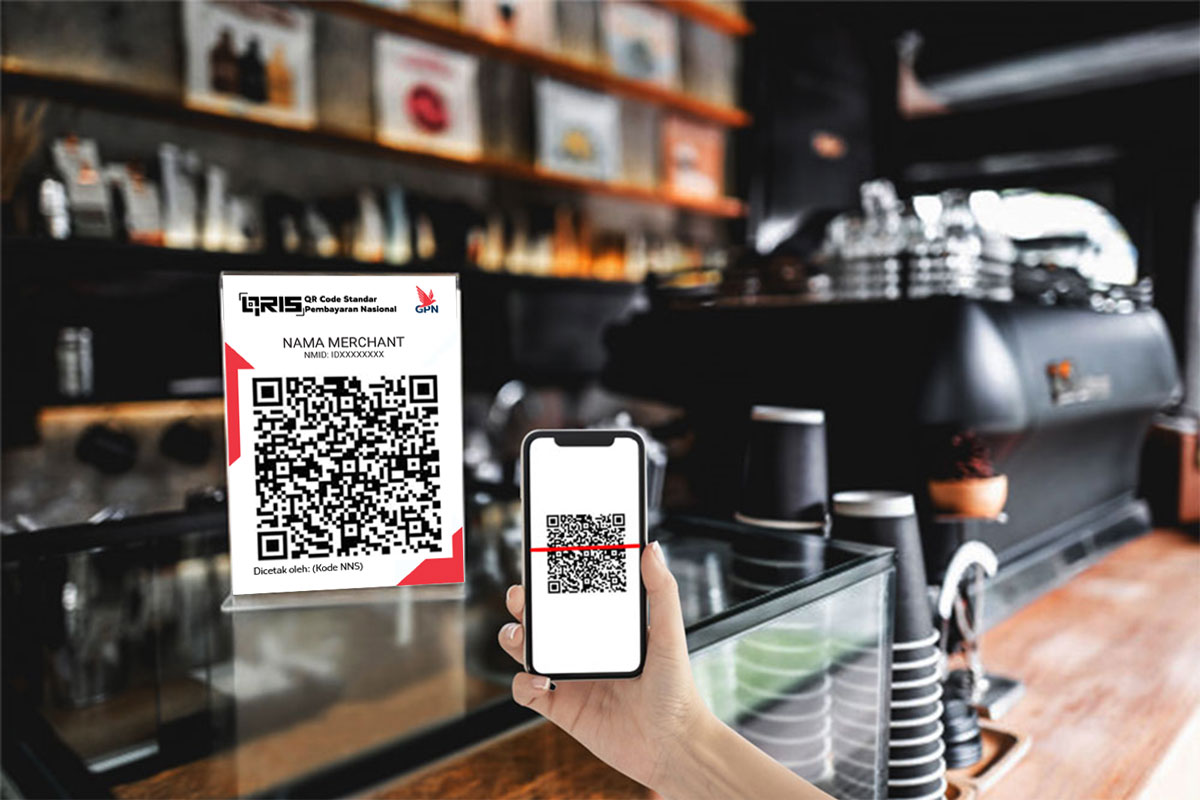 QRIS QR Code Standar
Pembayaran Nasional
GPN
NAMA MERCHANT
NMID: IDXXXXXXXX
Dicetak oleh: (Kode NNS)